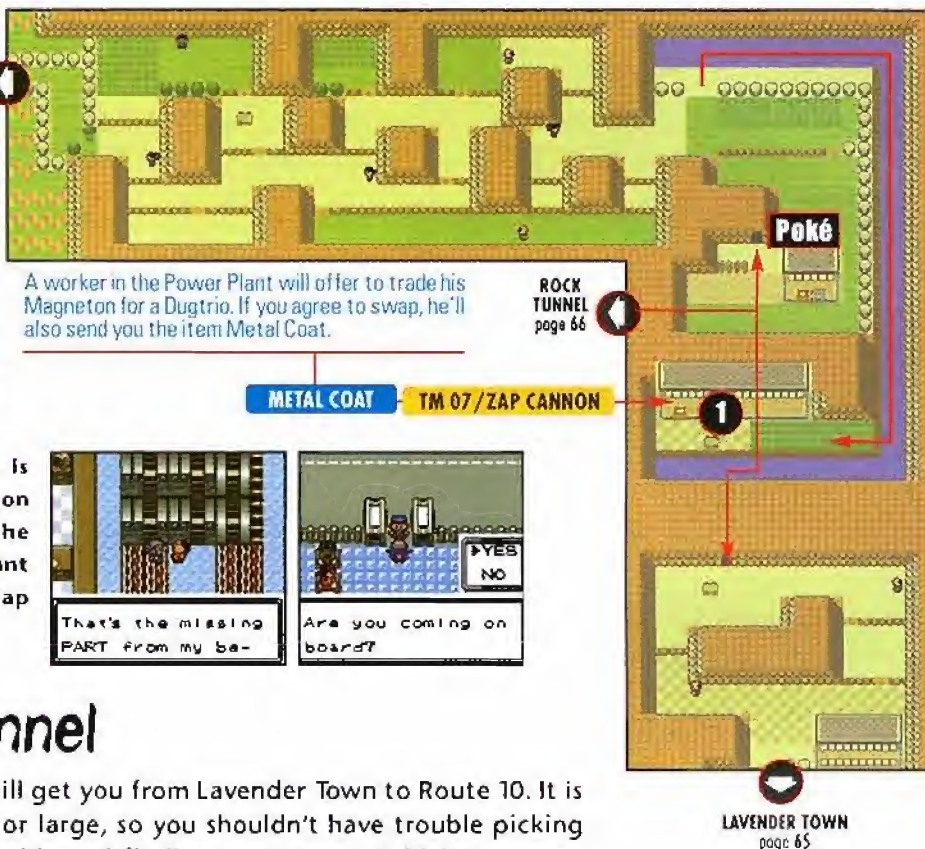 Poké
A worker in the Power Plant will offer to trade his
Magneton for a Dugtrio. If you agree to swap, he'll
also send you the item Metal Coat.
ROCK
TUNNEL
page 66
METAL COAT
TM 07/ZAP CANNON
1
is
on
he
ant
ap
That's the missing
PART from my be-
▶YES
NO
Are you coming on
board?
nnel
ill get you from Lavender Town to Route 10. It is
or large, so you shouldn't have trouble picking
LAVENDER TOWN
page 65